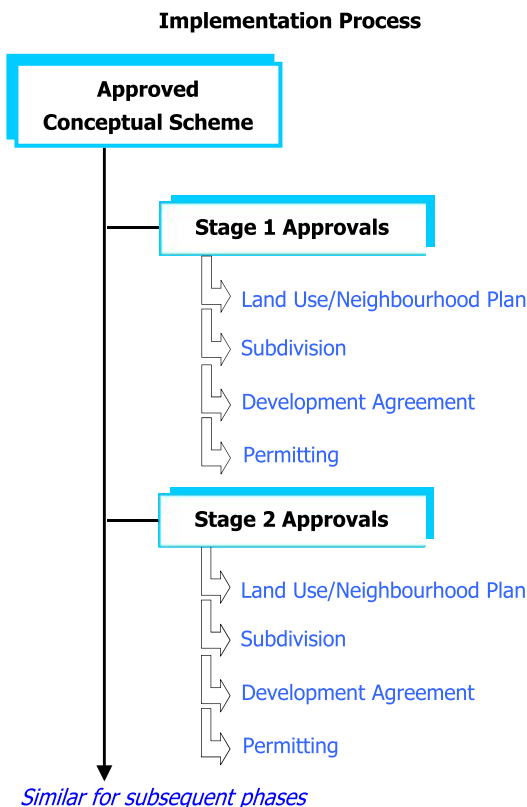 Implementation Process
Approved
Conceptual Scheme
Stage 1 Approvals
Land Use/Neighbourhood Plan
Subdivision
Development Agreement
Permitting
Stage 2 Approvals
Land Use/Neighbourhood Plan
Subdivision
Development Agreement
Permitting
Similar for subsequent phases